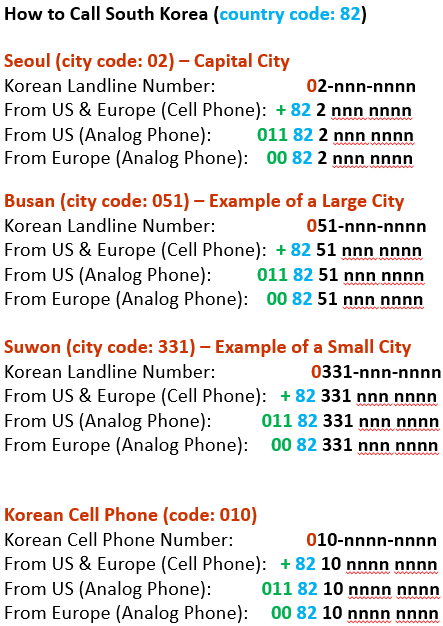 How to Call South Korea (country code: 82)
Seoul (city code: 02) – Capital City
Korean Landline Number: 02-nnn-nnnn
From US & Europe (Cell Phone): + 82 2 nnn nnnn
From US (Analog Phone): 011 82 2 nnn nnnn
From Europe (Analog Phone): 00 82 2 nnn nnnn
Busan (city code: 051) – Example of a Large City
Korean Landline Number: 051-nnn-nnnn
From US & Europe (Cell Phone): + 82 51 nnn nnnn
From US (Analog Phone): 011 82 51 nnn nnnn
From Europe (Analog Phone): 00 82 51 nnn nnnn
Suwon (city code: 331) – Example of a Small City
Korean Landline Number: 0331-nnn-nnnn
From US & Europe (Cell Phone): + 82 331 nnn nnnn
From US (Analog Phone): 011 82 331 nnn nnnn
From Europe (Analog Phone): 00 82 331 nnn nnnn
Korean Cell Phone (code: 010)
Korean Cell Phone Number: 010-nnnn-nnnn
From US & Europe (Cell Phone): + 82 10 nnnn nnnn
From US (Analog Phone): 011 82 10 nnnn nnnn
From Europe (Analog Phone): 00 82 10 nnnn nnnn